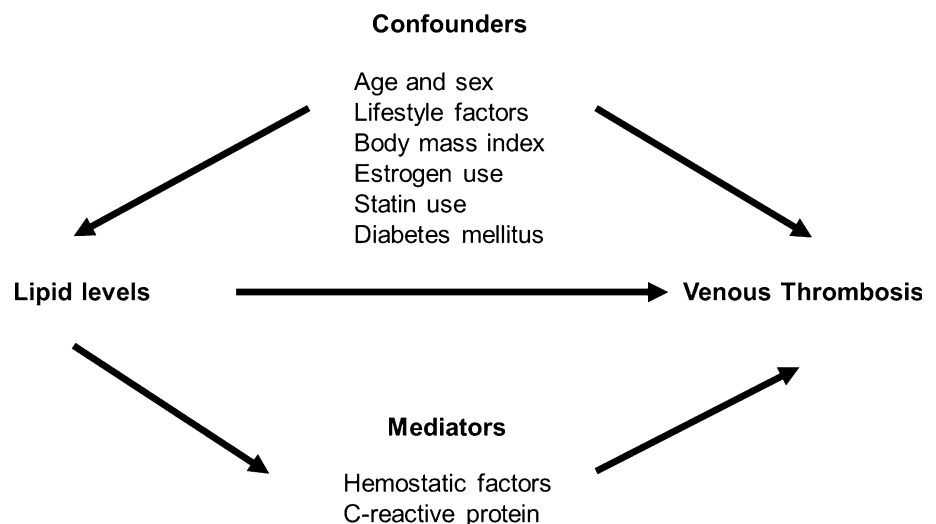 Confounders
Age and sex
Lifestyle factors
Body mass index
Estrogen use
Statin use
Diabetes mellitus
Lipid levels
Venous Thrombosis
Mediators
Hemostatic factors
C-reactive protein